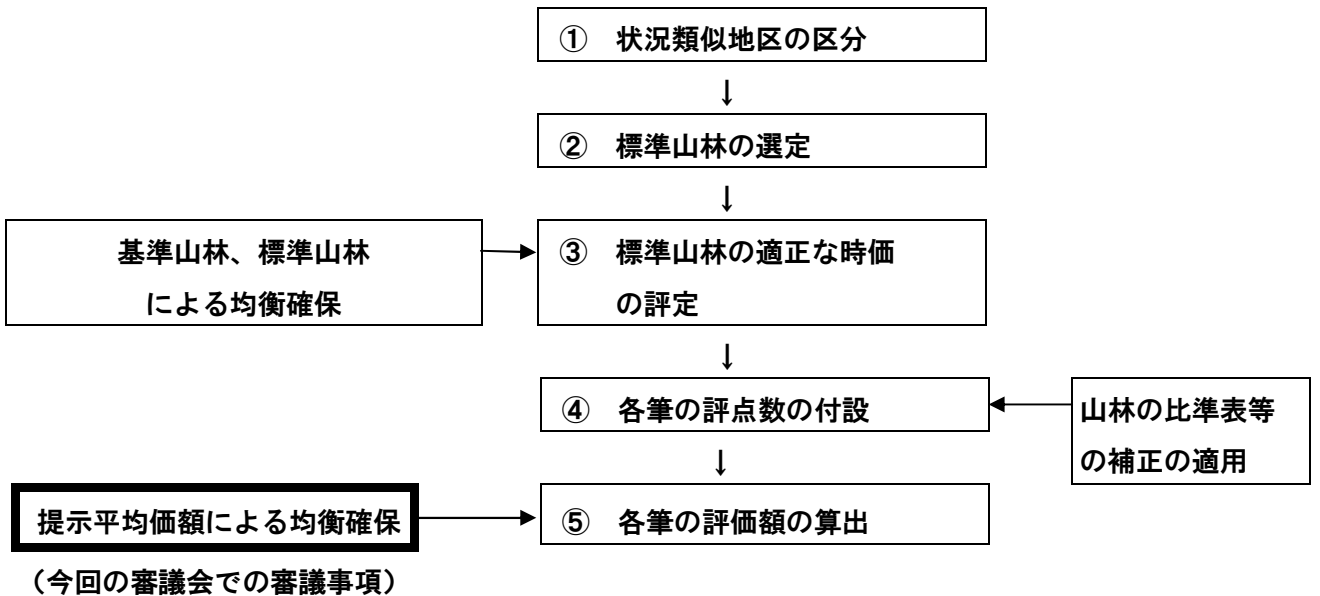 ① 状況類似地区の区分
↓
② 標準山林の選定
↓
基準山林、標準山林
による均衡確保
③ 標準山林の適正な時価
の評定
↓
④ 各筆の評点数の付設
山林の比準表等
の補正の適用
↓
提示平均価額による均衡確保
⑤ 各筆の評価額の算出
（今回の審議会での審議事項）